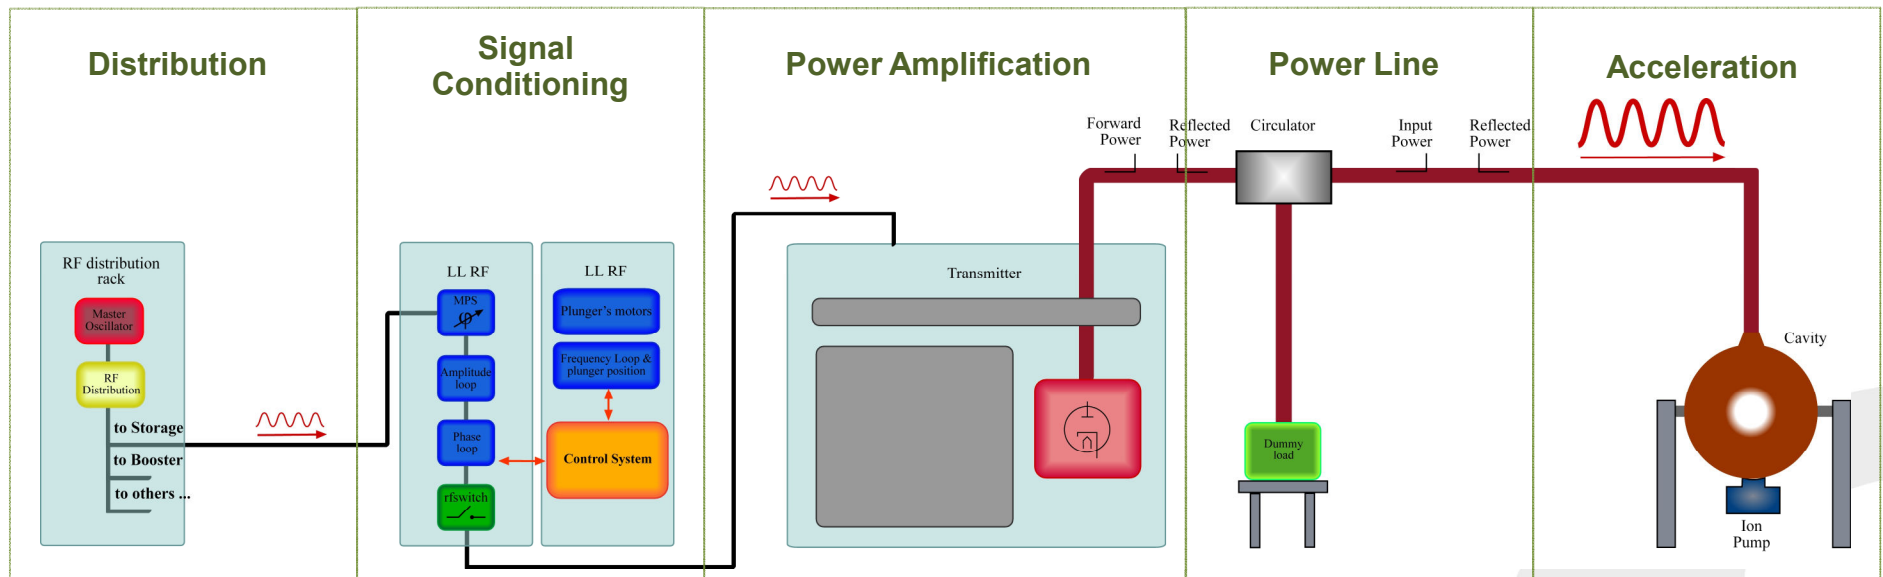 Distribution
Signal
Conditioning
Power Amplification
Power Line
Acceleration
Forward
Power
Reflected
Power
Circulator
Input
Power
Reflected
Power
RF distribution
rack
Master
Oscillator
RF
Distribution
to Storage
to Booster
to others ...
LL RF
MPS
φ
Amplitude
loop
Phase
loop
rfswitch
LL RF
Plunger's motors
Frequency Loop &
plunger position
Control System
Transmitter
Dummy
load
Cavity
Ion
Pump